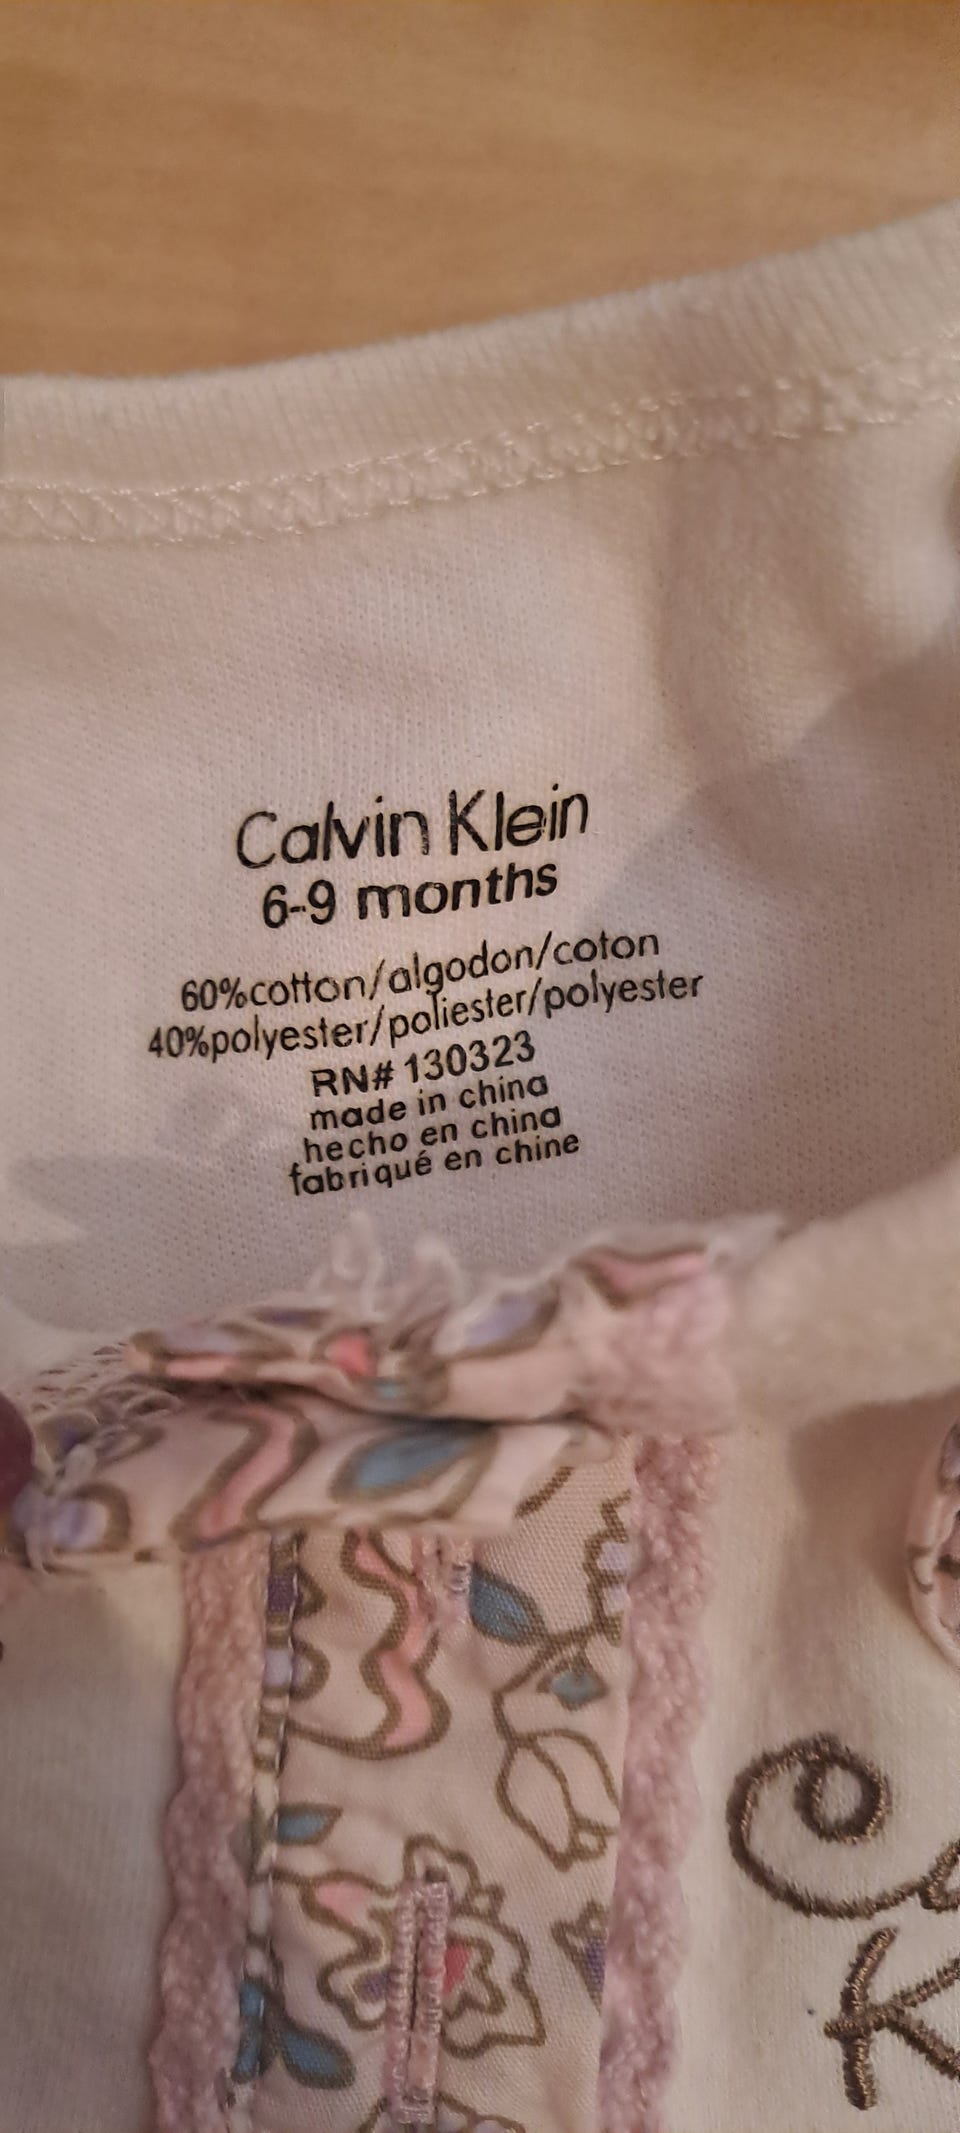 Calvin Klein
6-9 months
60%cotton/algodon/coton
40%polyester/poliester/polyester
RN# 130323
made in china
hecho en china
fabriqué en chine